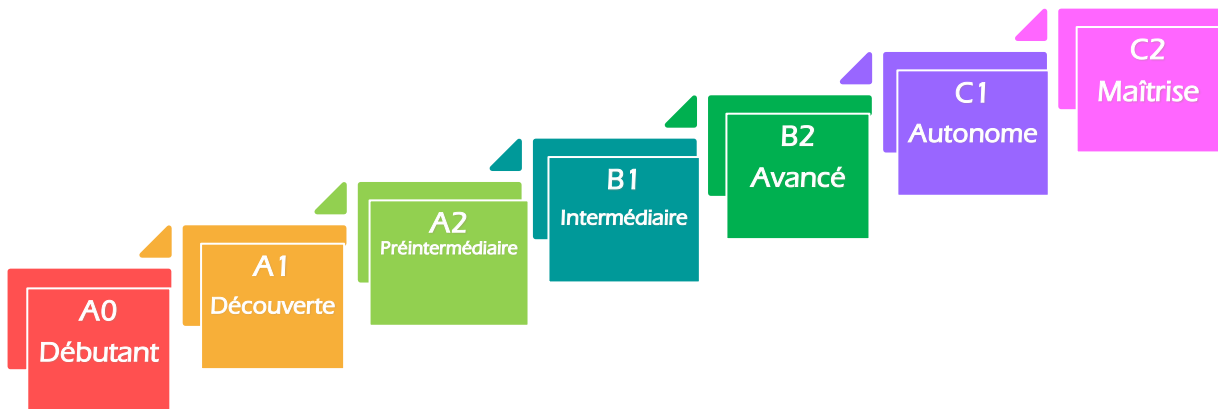 A0
Débutant
A1
Découverte
A2
Préintermédiaire
B1
Intermédiaire
B2
Avancé
C1
Autonome
C2
Maîtrise